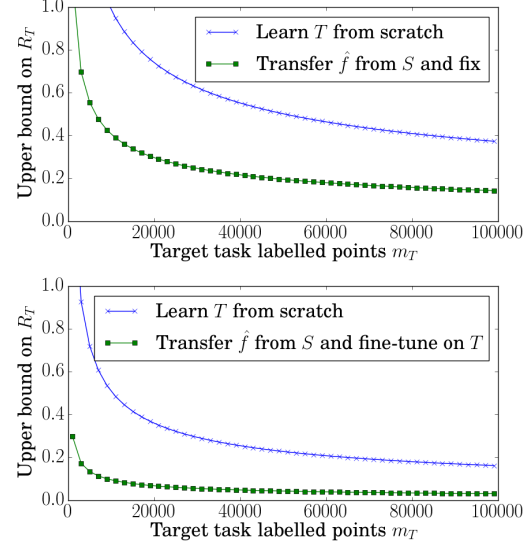 1.0
0.8
0.6
0.4
0.2
0.0
Upper bound on R_T
Learn T from scratch
Transfer f̂ from S and fix
0 20000 40000 60000 80000 100000
Target task labelled points m_T
1.0
0.8
0.6
0.4
0.2
0.0
Upper bound on R_T
Learn T from scratch
Transfer f̂ from S and fine-tune on T
0 20000 40000 60000 80000 100000
Target task labelled points m_T